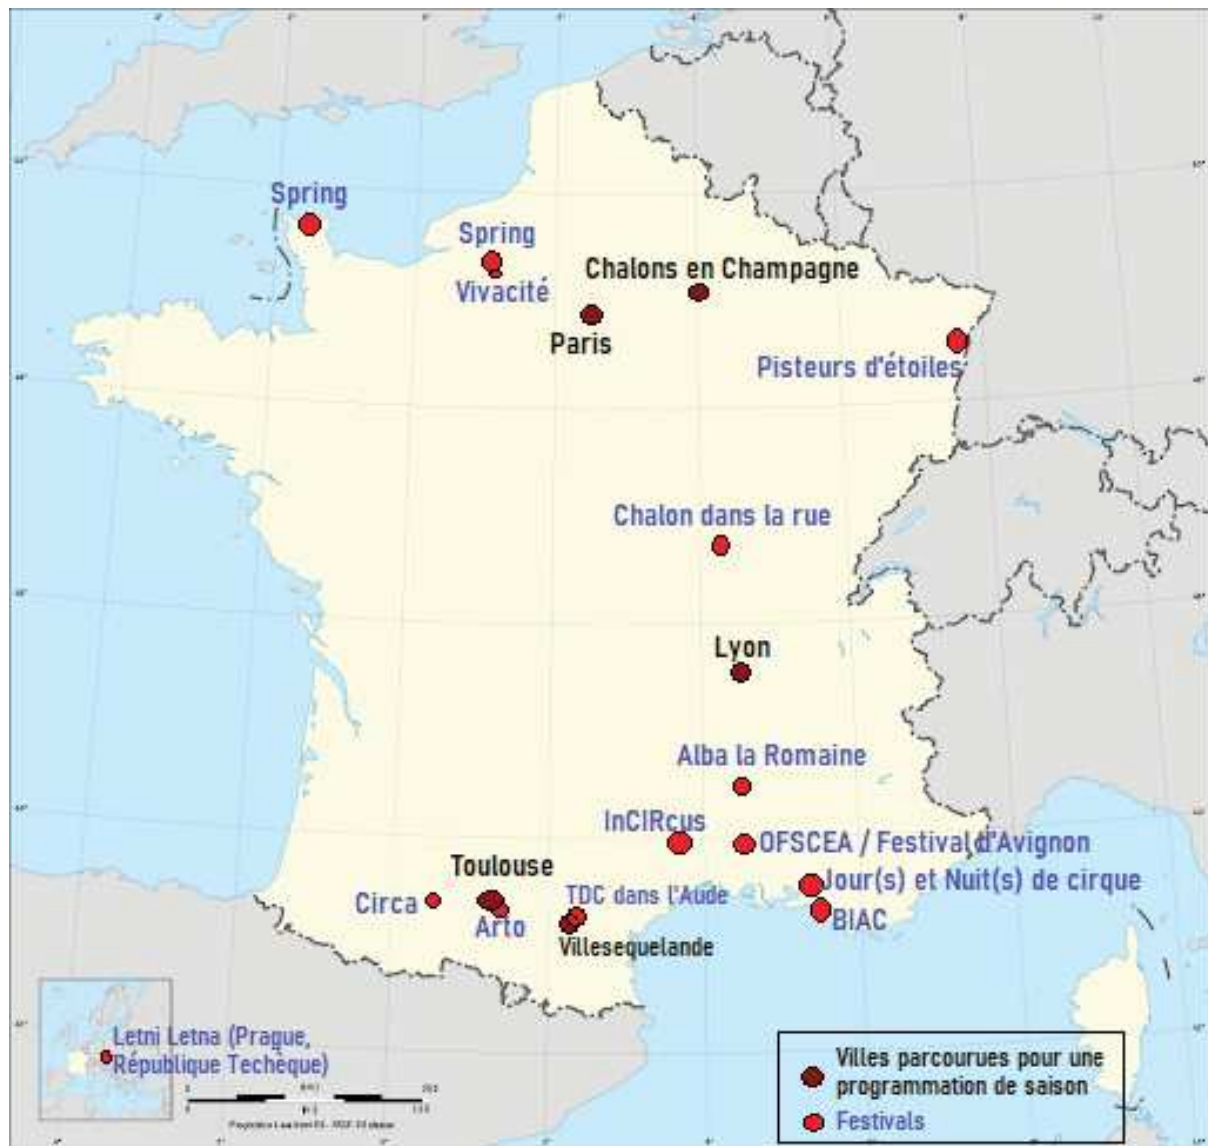 Spring
Spring
Vivacité
Chalons en Champagne
Paris
Pisteurs d'étoiles
Chalon dans la rue
Lyon
Alba la Romaine
InCIRcus
OFSCEA / Festival d'Avignon
Toulouse
Jour(s) et Nuit(s) de cirque
TDC dans l'Aude
Circa
Arto
BIAC
Villesequelande
Letni Letna (Prague,
République Techèque)
Villes parcourues pour une
programmation de saison
Festivals